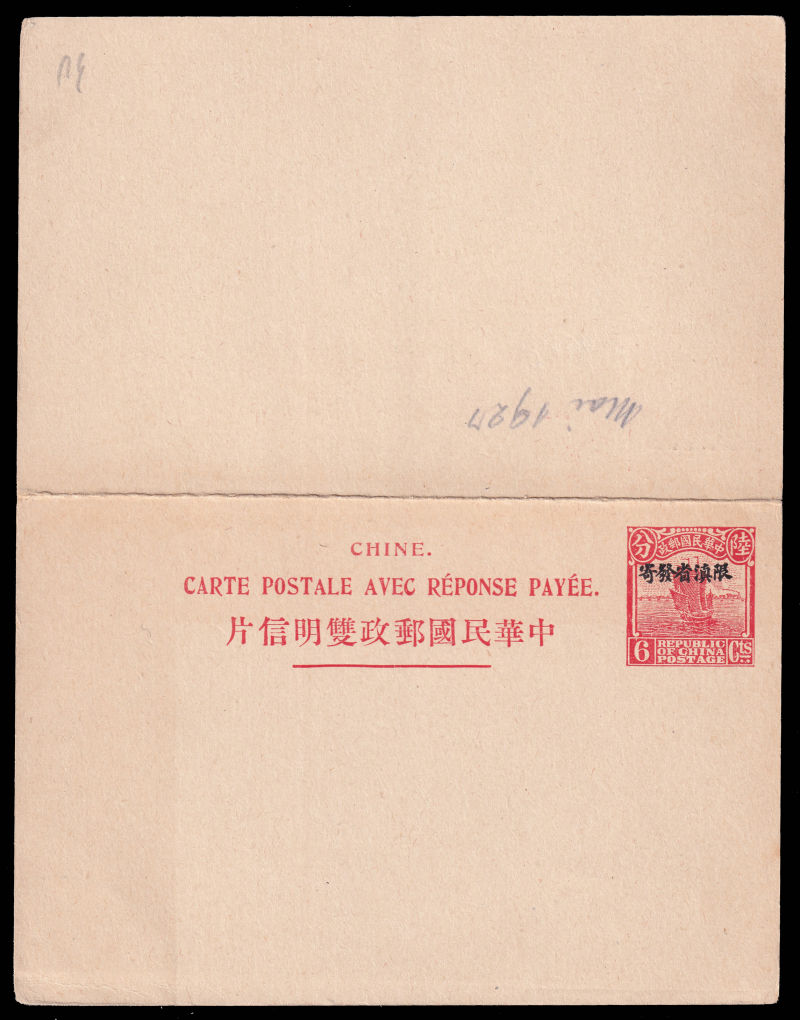 Mai 1927
CHINE.
CARTE POSTALE AVEC RÉPONSE PAYÉE.
中華民國郵政雙明信片
陸 中華民國郵政 分
限滇省發寄
6 REPUBLIC OF CHINA POSTAGE Cts